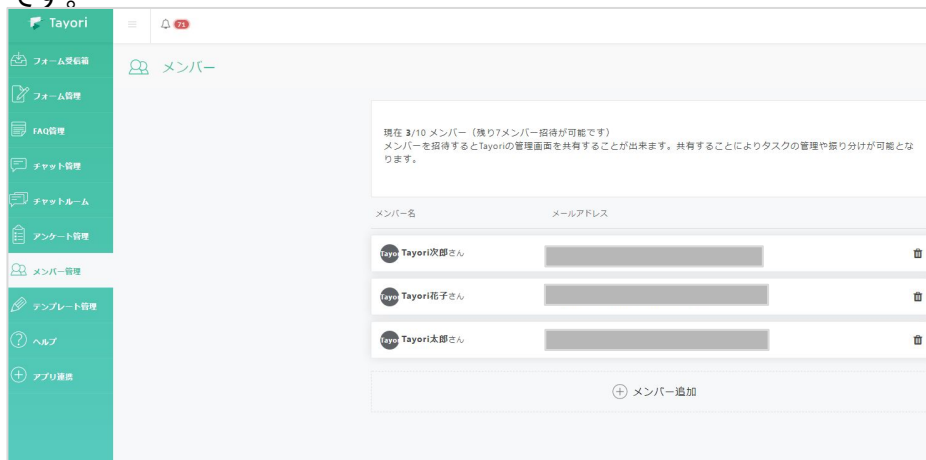 です。
Tayori
71
フォーム受信箱
フォーム管理
FAQ管理
チャット管理
チャットルーム
アンケート管理
メンバー管理
テンプレート管理
ヘルプ
アプリ連携
メンバー
現在 3/10 メンバー（残り7メンバー招待が可能です）
メンバーを招待するとTayoriの管理画面を共有することが出来ます。共有することによりタスクの管理や振り分けが可能とな
ります。
メンバー名 メールアドレス
Tayo Tayori次郎さん
Tayo Tayori花子さん
Tayo Tayori太郎さん
メンバー追加